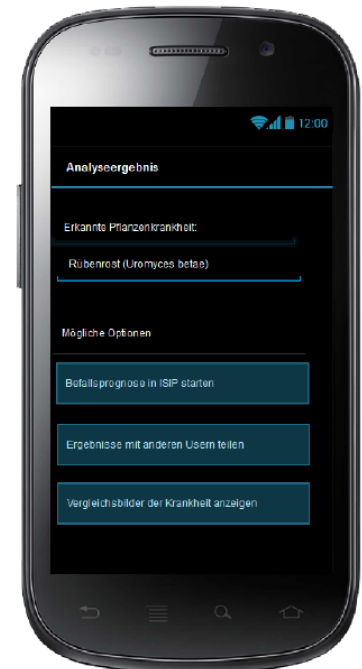 12:00
Analyseergebnis
Erkannte Pflanzenkrankheit:
Rübenrost (Uromyces betae)
Mögliche Optionen
Befallsprognose in ISIP starten
Ergebnisse mit anderen Usern teilen
Vergleichsbilder der Krankheit anzeigen